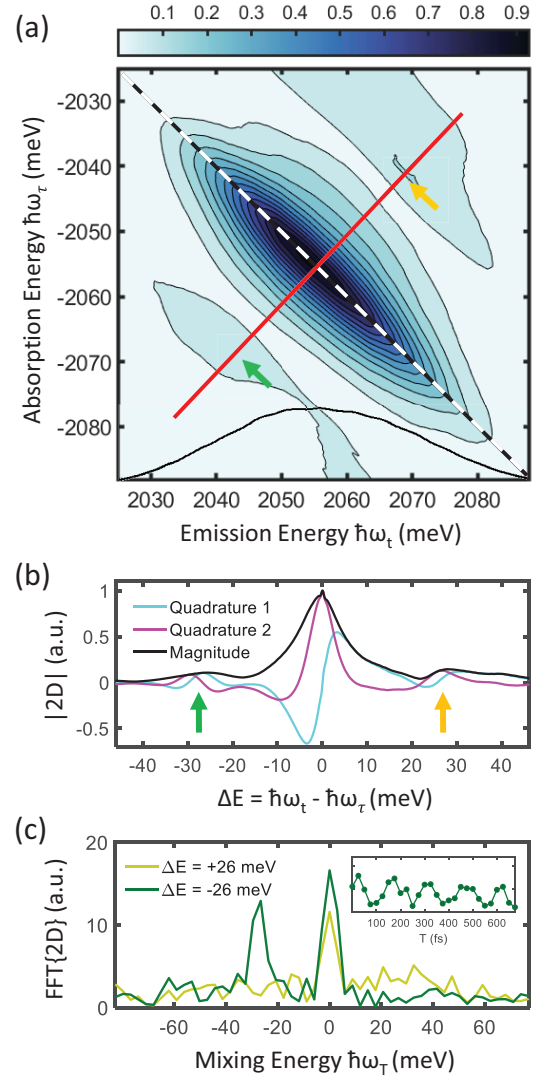 (a)
0.1 0.2 0.3 0.4 0.5 0.6 0.7 0.8 0.9
Absorption Energy ħω_τ (meV)
-2025
-2040
-2050
-2060
-2070
-2080
2030 2040 2050 2060 2070 2080
Emission Energy ħω_t (meV)
(b)
|2D| (a.u.)
1
0.5
0
-0.5
Quadrature 1
Quadrature 2
Magnitude
-40 -30 -20 -10 0 10 20 30 40
ΔE = ħω_t - ħω_τ (meV)
(c)
FFT{2D} (a.u.)
20
10
0
ΔE = +26 meV
ΔE = -26 meV
100 200 300 400 500 600
T (fs)
-60 -40 -20 0 20 40 60
Mixing Energy ħω_T (meV)